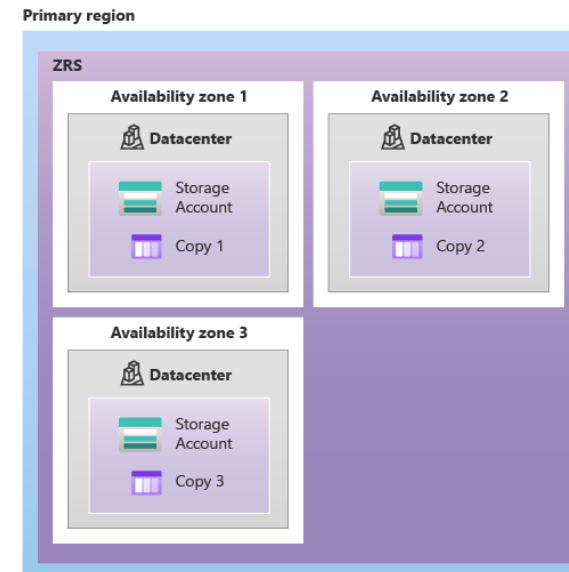 Primary region
ZRS
Availability zone 1
Datacenter
Storage
Account
Copy 1
Availability zone 2
Datacenter
Storage
Account
Copy 2
Availability zone 3
Datacenter
Storage
Account
Copy 3